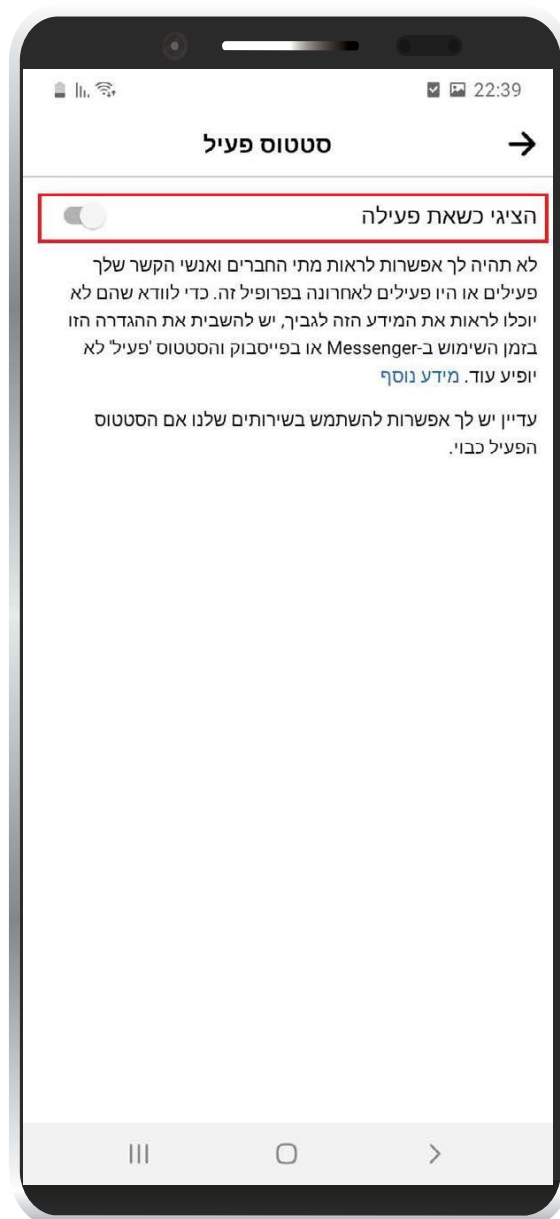 22:39
סטטוס פעיל
הציגי כשאת פעילה
לא תהיה לך אפשרות לראות מתי החברים ואנשי הקשר שלך
פעילים או היו פעילים לאחרונה בפרופיל זה. כדי לוודא שהם לא
יוכלו לראות את המידע הזה לגביך, יש להשבית את ההגדרה הזו
בזמן השימוש ב-Messenger או בפייסבוק והסטטוס 'פעיל' לא
יופיע עוד. מידע נוסף
עדיין יש לך אפשרות להשתמש בשירותים שלנו אם הסטטוס
הפעיל כבוי.